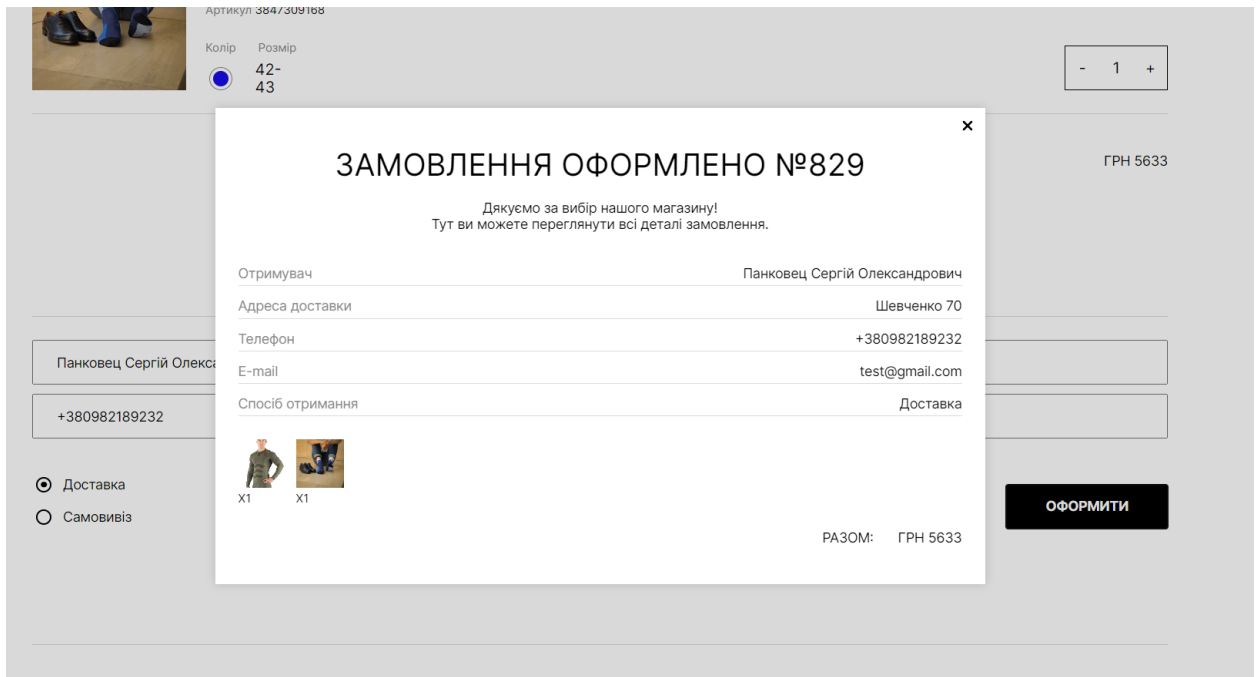 Артикул 3847309168
Колір Розмір
42-
43
- 1 +
ЗАМОВЛЕННЯ ОФОРМЛЕНО №829
ГРН 5633
Дякуємо за вибір нашого магазину!
Тут ви можете переглянути всі деталі замовлення.
Отримувач Панковец Сергій Олександрович
Адреса доставки Шевченко 70
Телефон +380982189232
E-mail test@gmail.com
Спосіб отримання Доставка
X1 X1
РАЗОМ: ГРН 5633
Панковец Сергій Олекса
+380982189232
Доставка
Самовивіз
ОФОРМИТИ